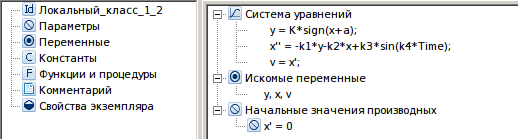 Id Локальный_класс_1_2
Параметры
Переменные
C Константы
F Функции и процедуры
Комментарий
Свойства экземпляра
Система уравнений
y = K*sign(x+a);
x'' = -k1*y-k2*x+k3*sin(k4*Time);
v = x';
Искомые переменные
y, x, v
Начальные значения производных
x' = 0